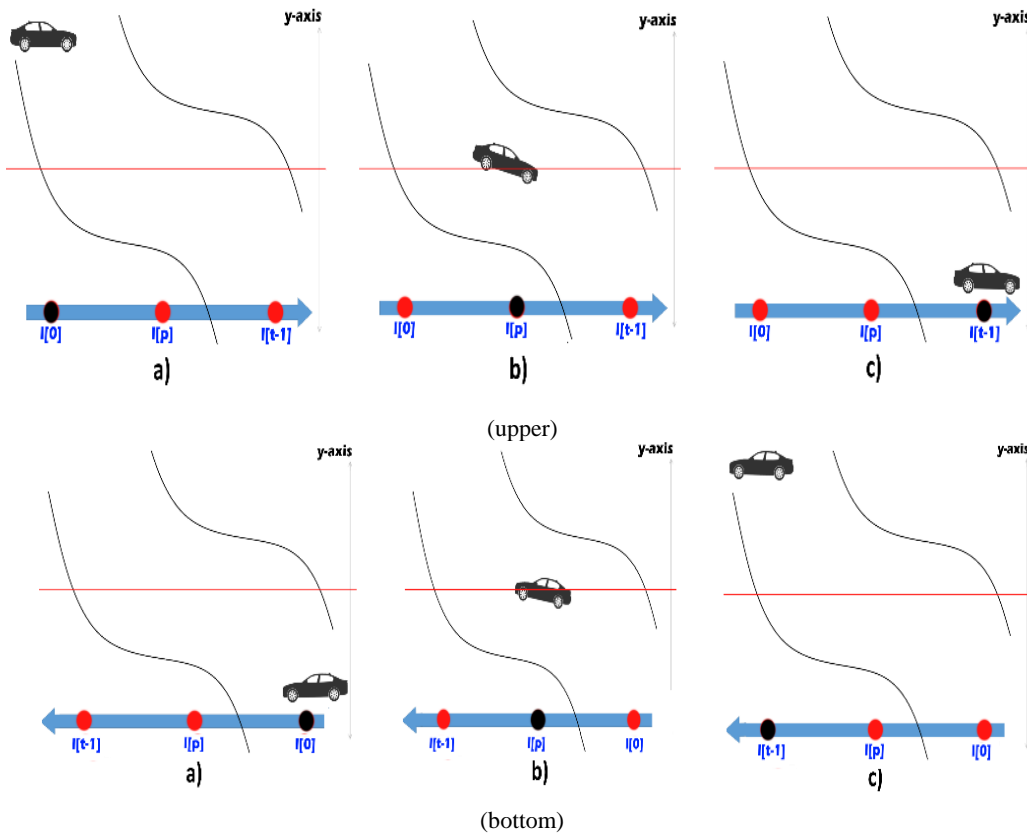 y-axis y-axis y-axis
I[0] I[p] I[t-1] I[0] I[p] I[t-1] I[0] I[p] I[t-1]
a) b) c)
(upper)
y-axis y-axis y-axis
I[t-1] I[p] I[0] I[t-1] I[p] I[0] I[t-1] I[p] I[0]
a) b) c)
(bottom)